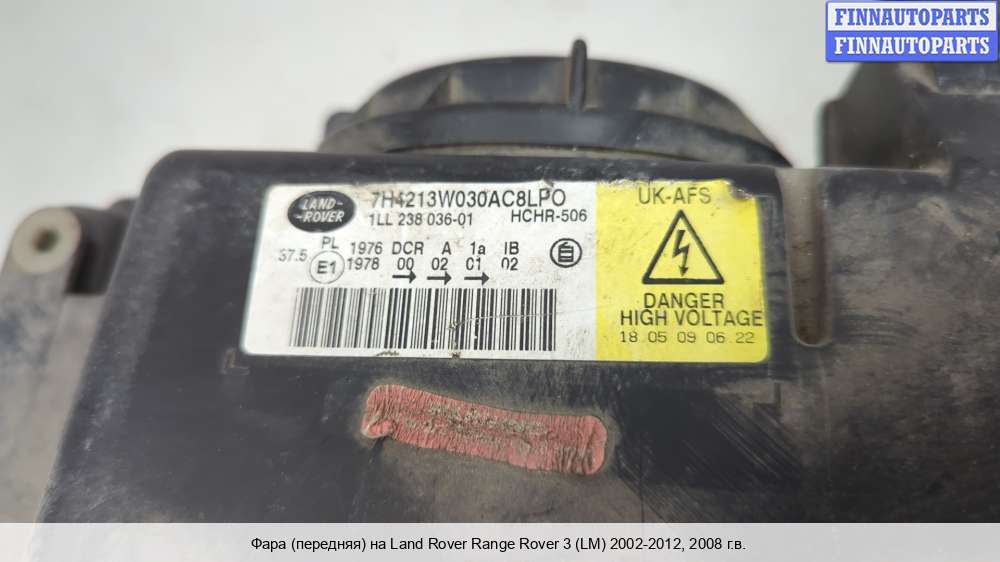 FINNAUTOPARTS
FINNAUTOPARTS
LAND-
-ROVER
7H4213W030AC8LPO
1LL 238 036-01 HCHR-506
UK-AFS
37.5 PL 1976 DCR A 1a IB
E1 1978 00 02 01 02
DANGER
HIGH VOLTAGE
18.05 09 06.22
Фара (передняя) на Land Rover Range Rover 3 (LM) 2002-2012, 2008 г.в.